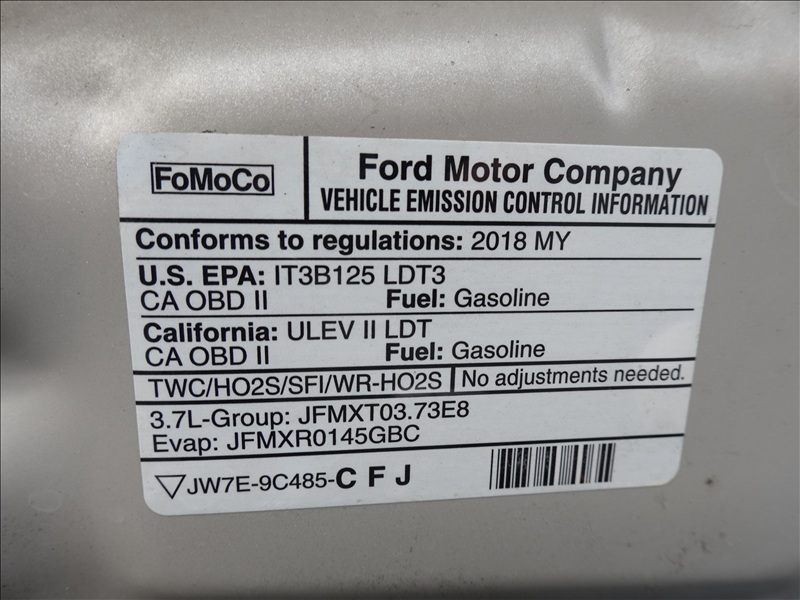 FoMoCo
Ford Motor Company
VEHICLE EMISSION CONTROL INFORMATION
Conforms to regulations: 2018 MY
U.S. EPA: IT3B125 LDT3
CA OBD II Fuel: Gasoline
California: ULEV II LDT
CA OBD II Fuel: Gasoline
TWC/HO2S/SFI/WR-HO2S No adjustments needed.
3.7L-Group: JFMXT03.73E8
Evap: JFMXR0145GBC
JW7E-9C485-C F J